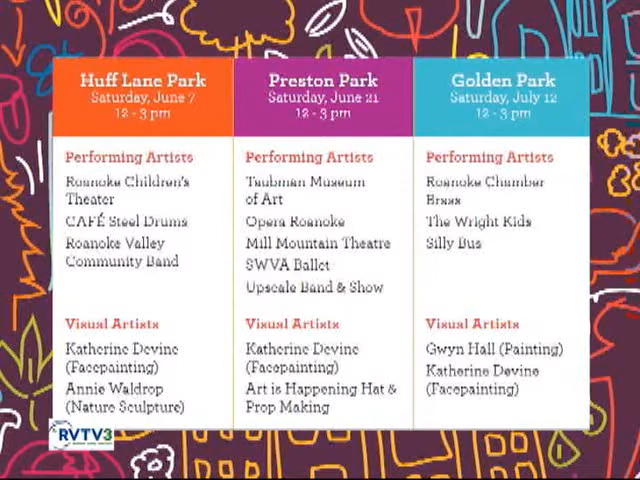 Huff Lane Park
Saturday, June 7
12 - 3 pm
Performing Artists
Roanoke Children's
Theater
CAFÉ Steel Drums
Roanoke Valley
Community Band
Visual Artists
Katherine Devine
(Facepainting)
Annie Waldrop
(Nature Sculpture)
Preston Park
Saturday, June 21
12 - 3 pm
Performing Artists
Taubman Museum
of Art
Opera Roanoke
Mill Mountain Theatre
SWVA Ballet
Upscale Band & Show
Visual Artists
Katherine Devine
(Facepainting)
Art is Happening Hat &
Prop Making
Golden Park
Saturday, July 12
12 - 3 pm
Performing Artists
Roanoke Chamber
Brass
The Wright Kids
Silly Bus
Visual Artists
Gwyn Hall (Painting)
Katherine Devine
(Facepainting)
RVTV3